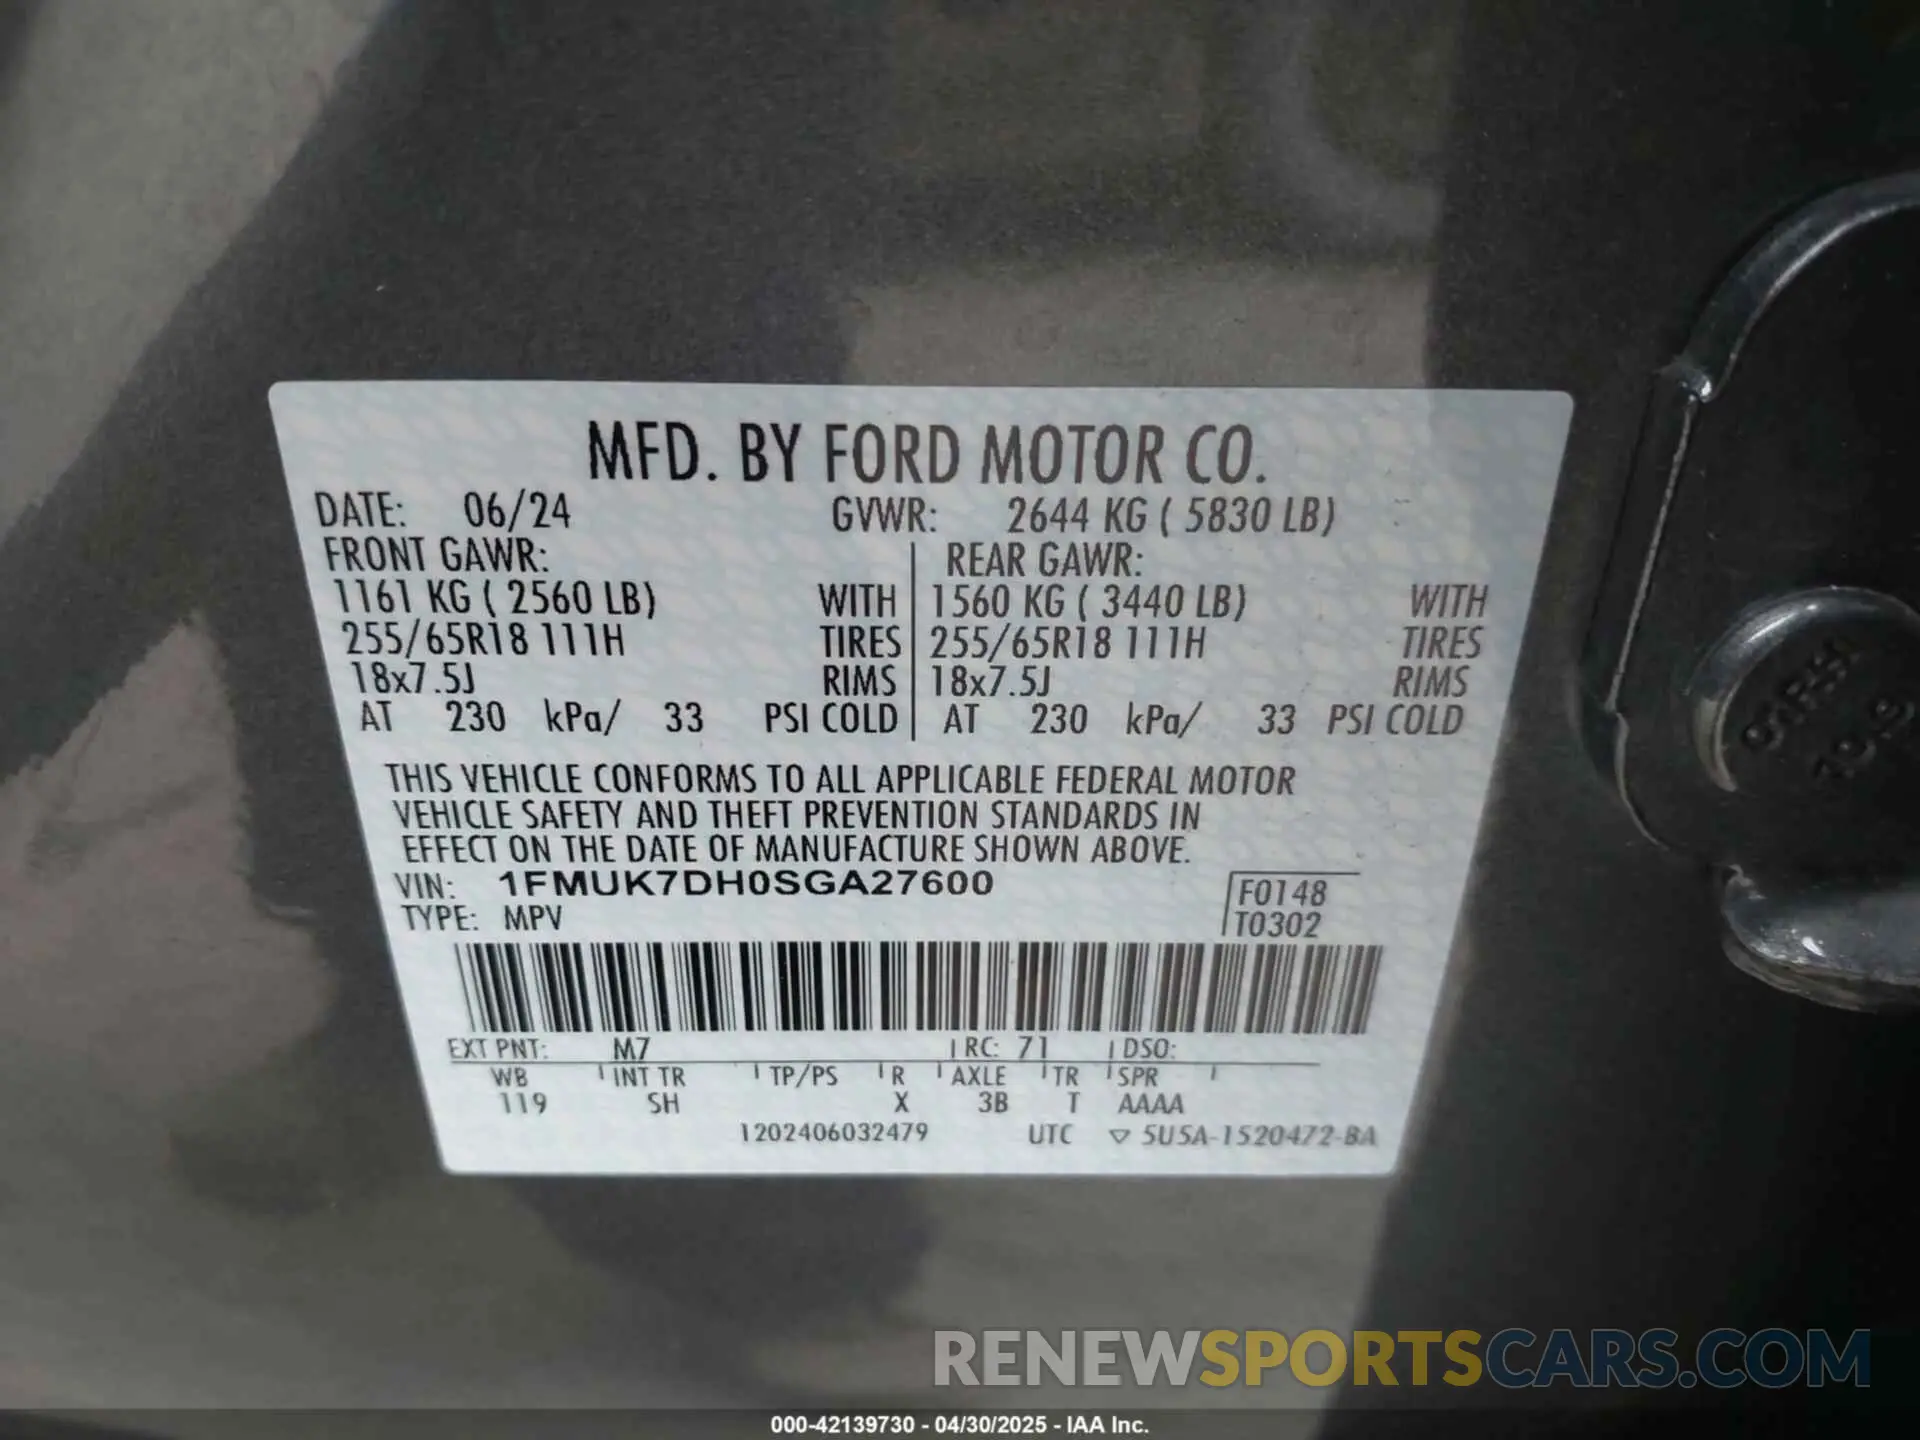 MFD. BY FORD MOTOR CO.
DATE: 06/24 GVWR: 2644 KG ( 5830 LB)
FRONT GAWR: REAR GAWR:
1161 KG ( 2560 LB) WITH 1560 KG ( 3440 LB) WITH
255/65R18 111H TIRES 255/65R18 111H TIRES
18x7.5J RIMS 18x7.5J RIMS
AT 230 kPa/ 33 PSI COLD AT 230 kPa/ 33 PSI COLD
THIS VEHICLE CONFORMS TO ALL APPLICABLE FEDERAL MOTOR
VEHICLE SAFETY AND THEFT PREVENTION STANDARDS IN
EFFECT ON THE DATE OF MANUFACTURE SHOWN ABOVE.
VIN: 1FMUK7DH0SGA27600 F0148
TYPE: MPV T0302
EXT PNT: M7 RC: 71 DSO:
WB INT TR TP/PS R AXLE TR SPR
119 SH X 3B T AAAA
1202406032479 UTC ▽ 5U5A-1520472-BA
RENEWSPORTSCARS.COM
000-42139730 - 04/30/2025 - IAA Inc.